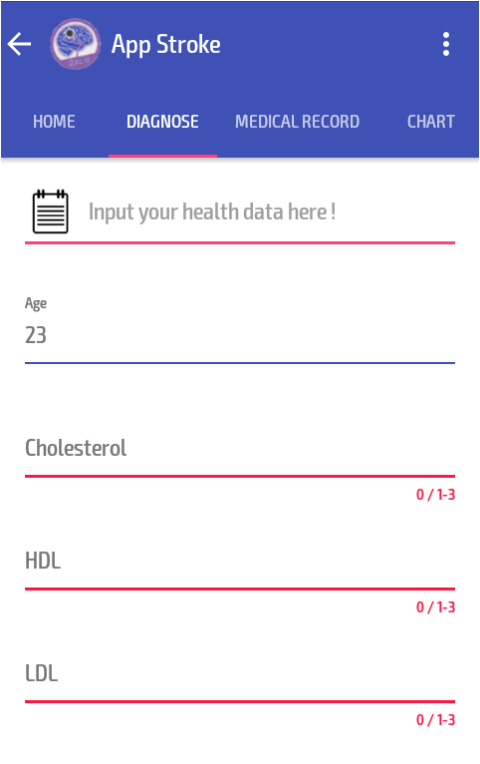 App Stroke
HOME DIAGNOSE MEDICAL RECORD CHART
Input your health data here !
Age
23
Cholesterol
0 / 1-3
HDL
0 / 1-3
LDL
0 / 1-3